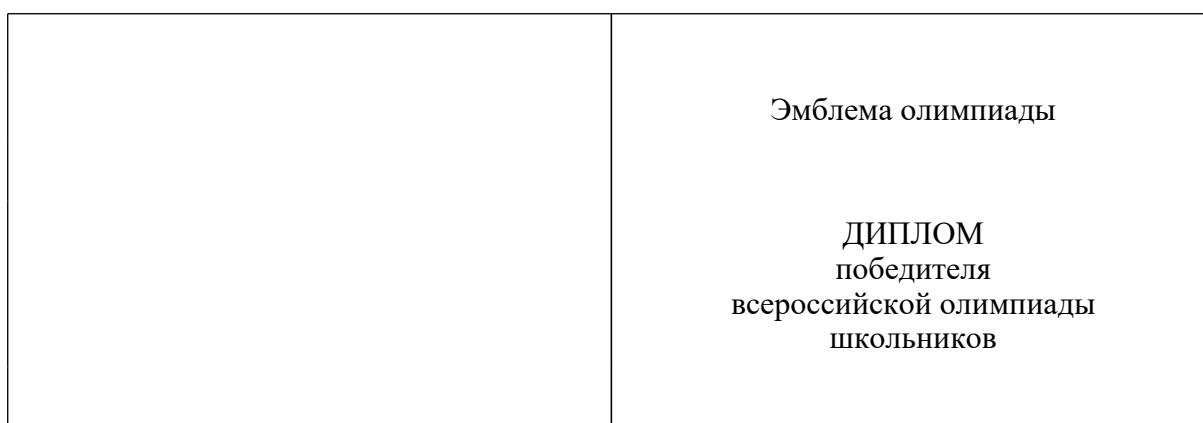 Эмблема олимпиады
ДИПЛОМ
победителя
всероссийской олимпиады
школьников